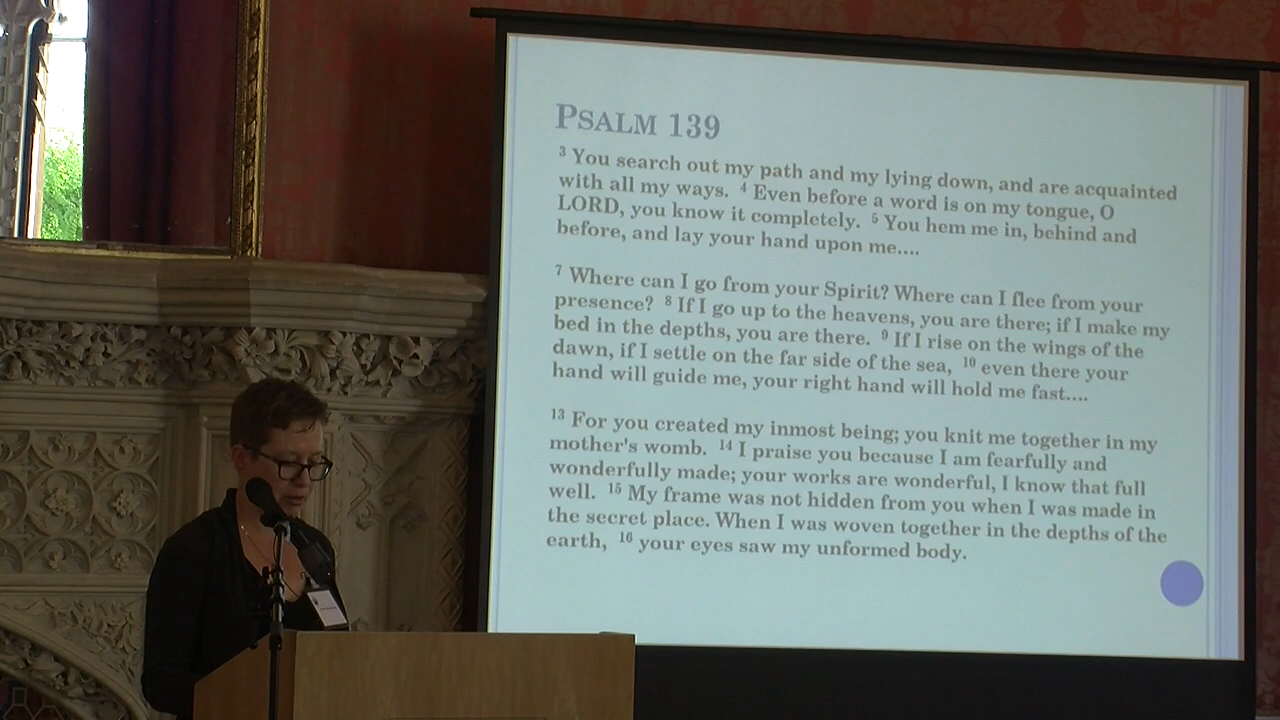 PSALM 139
3 You search out my path and my lying down, and are acquainted
with all my ways. 4 Even before a word is on my tongue, O
LORD, you know it completely. 5 You hem me in, behind and
before, and lay your hand upon me....
7 Where can I go from your Spirit? Where can I flee from your
presence? 8 If I go up to the heavens, you are there; if I make my
bed in the depths, you are there. 9 If I rise on the wings of the
dawn, if I settle on the far side of the sea, 10 even there your
hand will guide me, your right hand will hold me fast....
13 For you created my inmost being; you knit me together in my
mother's womb. 14 I praise you because I am fearfully and
wonderfully made; your works are wonderful, I know that full
well. 15 My frame was not hidden from you when I was made in
the secret place. When I was woven together in the depths of the
earth, 16 your eyes saw my unformed body.